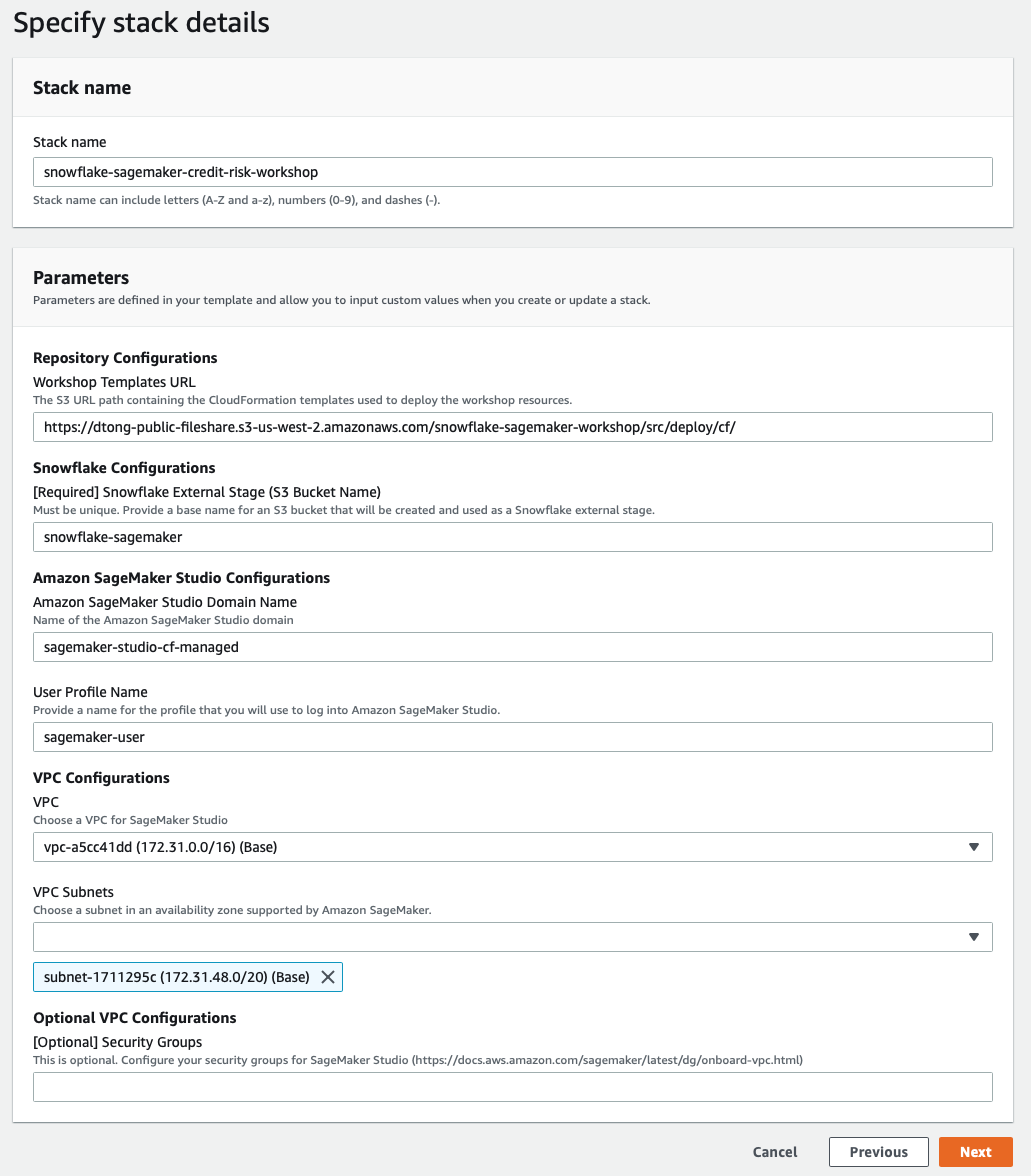 Specify stack details
Stack name
Stack name
snowflake-sagemaker-credit-risk-workshop
Stack name can include letters (A-Z and a-z), numbers (0-9), and dashes (-).
Parameters
Parameters are defined in your template and allow you to input custom values when you create or update a stack.
Repository Configurations
Workshop Templates URL
The S3 URL path containing the CloudFormation templates used to deploy the workshop resources.
https://dtong-public-fileshare.s3-us-west-2.amazonaws.com/snowflake-sagemaker-workshop/src/deploy/cf/
Snowflake Configurations
[Required] Snowflake External Stage (S3 Bucket Name)
Must be unique. Provide a base name for an S3 bucket that will be created and used as a Snowflake external stage.
snowflake-sagemaker
Amazon SageMaker Studio Configurations
Amazon SageMaker Studio Domain Name
Name of the Amazon SageMaker Studio domain
sagemaker-studio-cf-managed
User Profile Name
Provide a name for the profile that you will use to log into Amazon SageMaker Studio.
sagemaker-user
VPC Configurations
VPC
Choose a VPC for SageMaker Studio
vpc-a5cc41dd (172.31.0.0/16) (Base)
VPC Subnets
Choose a subnet in an availability zone supported by Amazon SageMaker.
subnet-1711295c (172.31.48.0/20) (Base)
Optional VPC Configurations
[Optional] Security Groups
This is optional. Configure your security groups for SageMaker Studio (https://docs.aws.amazon.com/sagemaker/latest/dg/onboard-vpc.html)
Cancel
Previous
Next